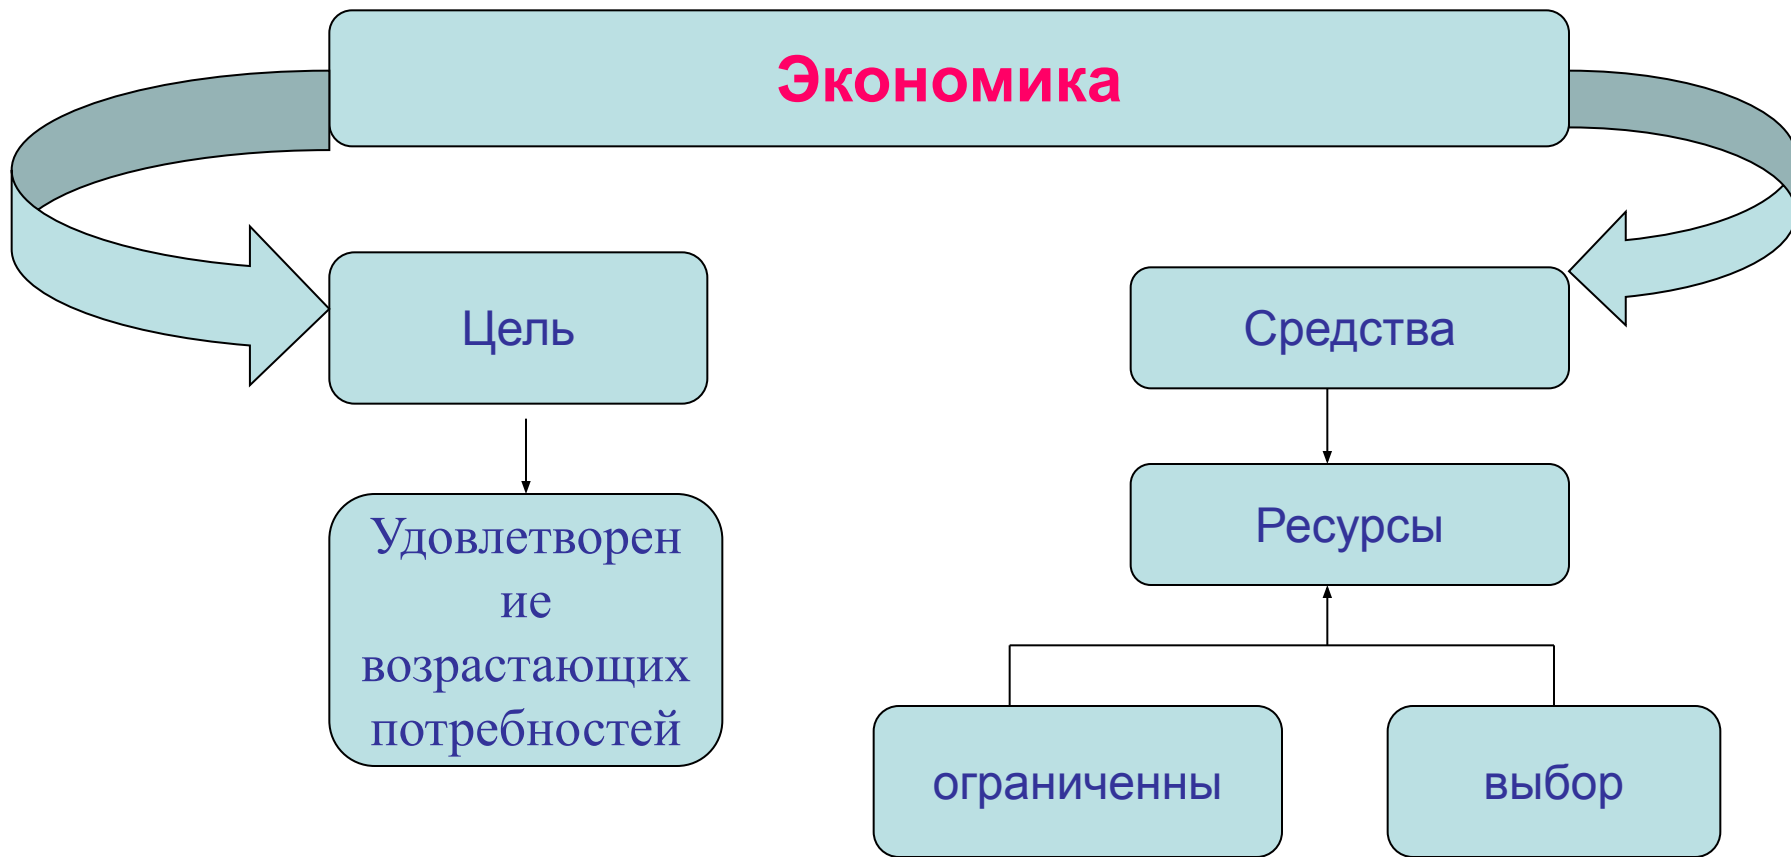 Экономика
Цель
Средства
Удовлетворен
ие
возрастающих
потребностей
Ресурсы
ограниченны
выбор